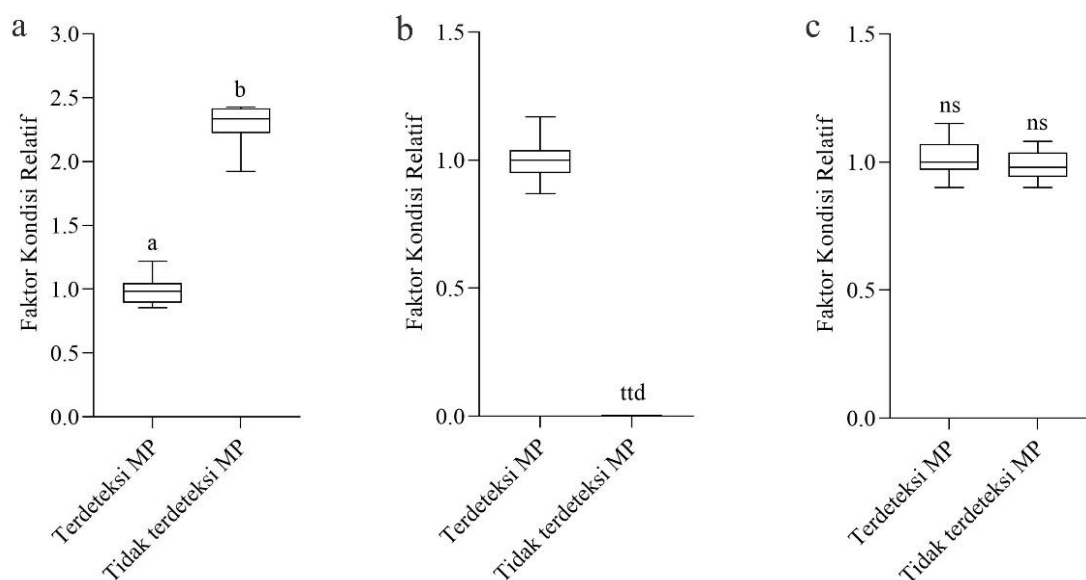 a
Faktor Kondisi Relatif
3.0
2.5
2.0
1.5
1.0
0.5
0.0
a
b
Terdeteksi MP
Tidak terdeteksi MP
b
Faktor Kondisi Relatif
1.5
1.0
0.5
0.0
ttd
Terdeteksi MP
Tidak terdeteksi MP
c
Faktor Kondisi Relatif
1.5
1.0
0.5
0.0
ns
ns
Terdeteksi MP
Tidak terdeteksi MP